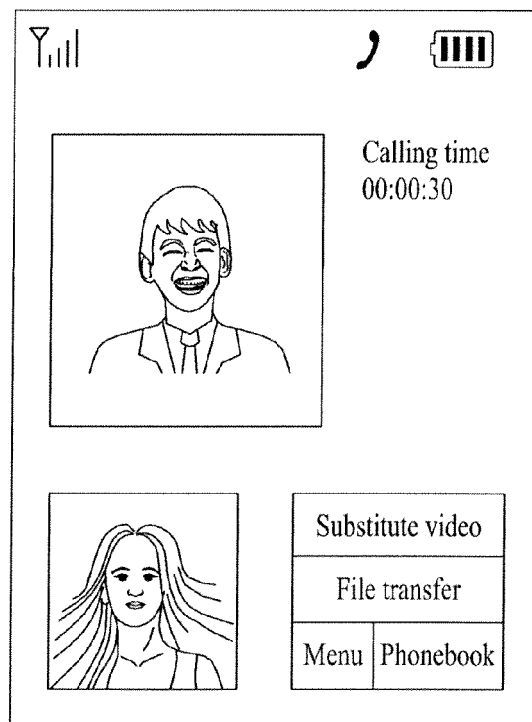 Calling time
00:00:30
Substitute video
File transfer
Menu Phonebook